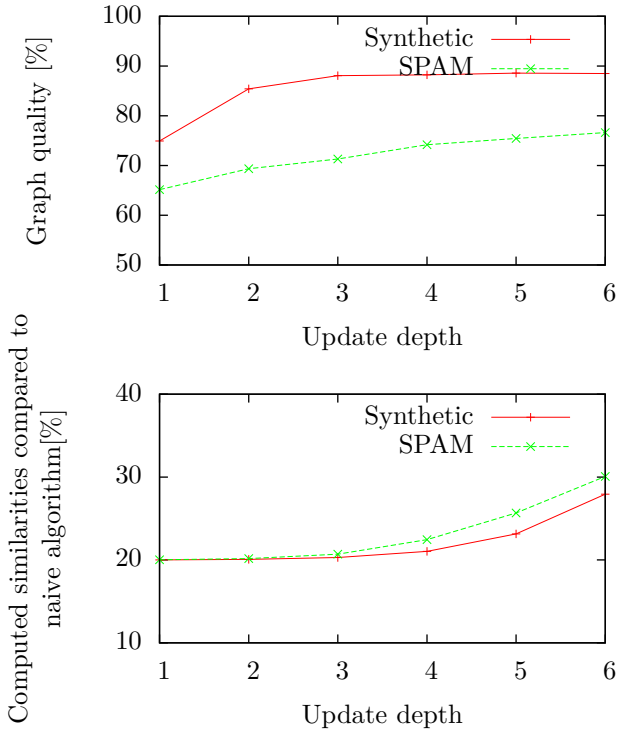 100
90
80
70
60
50
Graph quality [%]
Synthetic
SPAM
1 2 3 4 5 6
Update depth
40
30
20
10
Computed similarities compared to
naive algorithm[%]
Synthetic
SPAM
1 2 3 4 5 6
Update depth